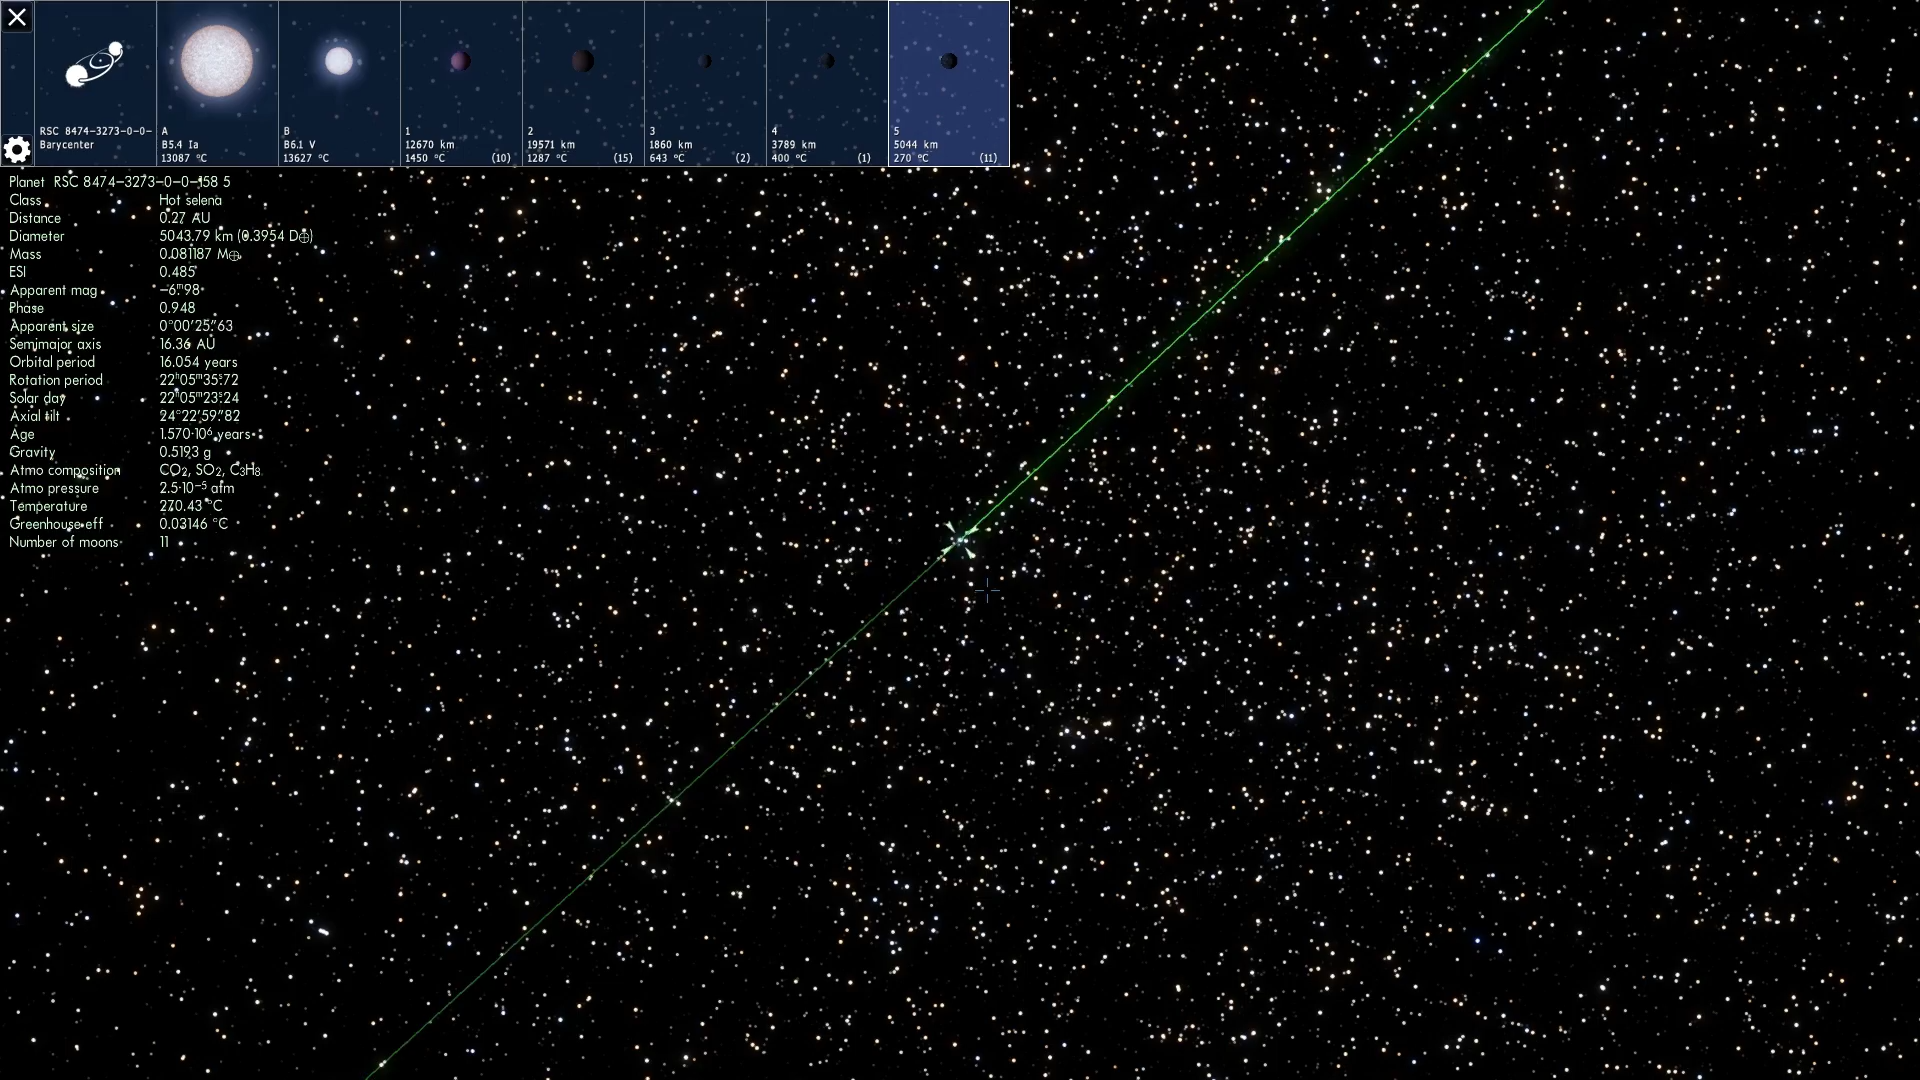 RSC 8474-3273-0-0-
Barycenter
A
B5.4 Ia
13087 °C
B
B6.1 V
13627 °C
1
12670 km
1450 °C (10)
2
19571 km
1287 °C (15)
3
1860 km
643 °C (2)
4
3789 km
400 °C (1)
5
5044 km
270 °C (11)
Planet RSC 8474-3273-0-0-158 5
Class Hot selena
Distance 0.27 AU
Diameter 5043.79 km (0.3954 D⊕)
Mass 0.081187 M⊕
ESI 0.485
Apparent mag -6ᵐ98
Phase 0.948
Apparent size 0°00'25."63
Semimajor axis 16.36 AU
Orbital period 16.054 years
Rotation period 22ʰ05ᵐ35ˢ.72
Solar day 22ʰ05ᵐ23ˢ.24
Axial tilt 24°22'59."82
Age 1.570·10⁶ years
Gravity 0.5193 g
Atmo composition CO₂, SO₂, C₃H₈
Atmo pressure 2.5·10⁻⁵ atm
Temperature 270.43 °C
Greenhouse eff 0.03146 °C
Number of moons 11